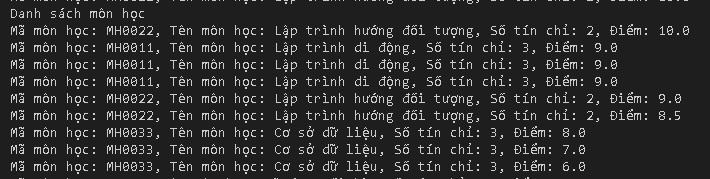 Danh sách môn học
Mã môn học: MH0022, Tên môn học: Lập trình hướng đối tượng, Số tín chỉ: 2, Điểm: 10.0
Mã môn học: MH0011, Tên môn học: Lập trình di động, Số tín chỉ: 3, Điểm: 9.0
Mã môn học: MH0011, Tên môn học: Lập trình di động, Số tín chỉ: 3, Điểm: 9.0
Mã môn học: MH0011, Tên môn học: Lập trình di động, Số tín chỉ: 3, Điểm: 9.0
Mã môn học: MH0022, Tên môn học: Lập trình hướng đối tượng, Số tín chỉ: 2, Điểm: 9.0
Mã môn học: MH0022, Tên môn học: Lập trình hướng đối tượng, Số tín chỉ: 2, Điểm: 8.5
Mã môn học: MH0033, Tên môn học: Cơ sở dữ liệu, Số tín chỉ: 3, Điểm: 8.0
Mã môn học: MH0033, Tên môn học: Cơ sở dữ liệu, Số tín chỉ: 3, Điểm: 7.0
Mã môn học: MH0033, Tên môn học: Cơ sở dữ liệu, Số tín chỉ: 3, Điểm: 6.0